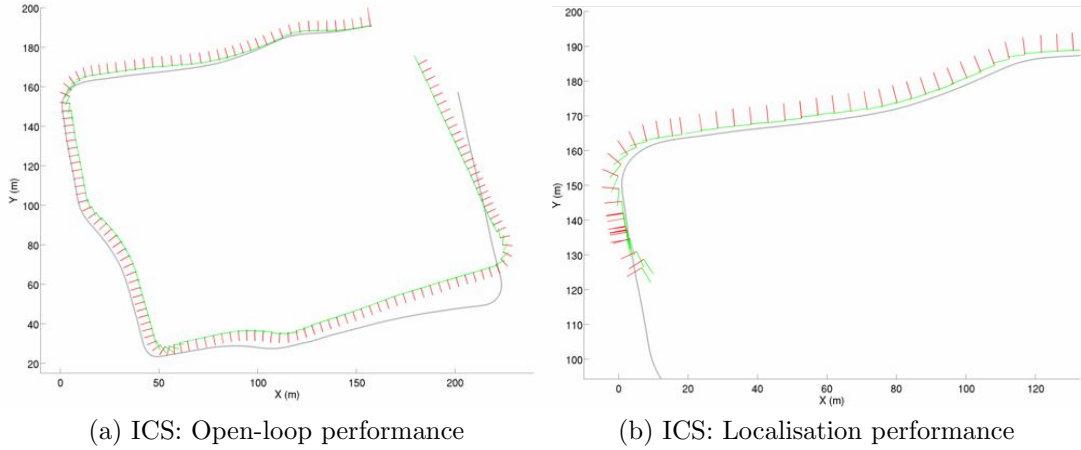 200
180
160
140
120
100
80
60
40
20
Y (m)
0 50 100 150 200
X (m)
200
190
180
170
160
150
140
130
120
110
100
Y (m)
0 20 40 60 80 100 120
X (m)
(a) ICS: Open-loop performance
(b) ICS: Localisation performance